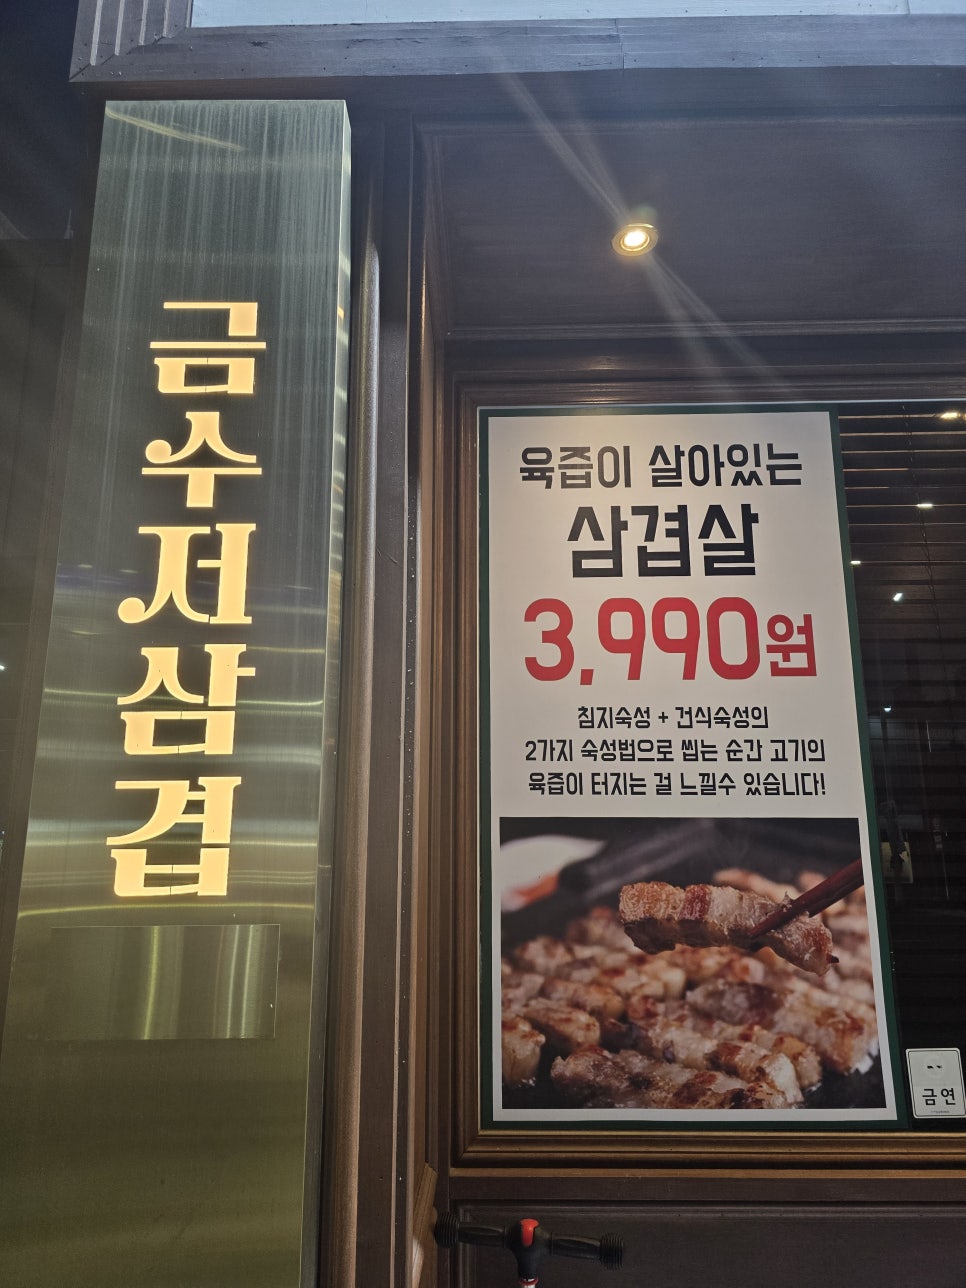 금수저삼겹
육즙이 살아있는
삼겹살
3,990원
침지숙성 + 건식숙성의
2가지 숙성법으로 씹는 순간 고기의
육즙이 터지는 걸 느낄수 있습니다!
금연